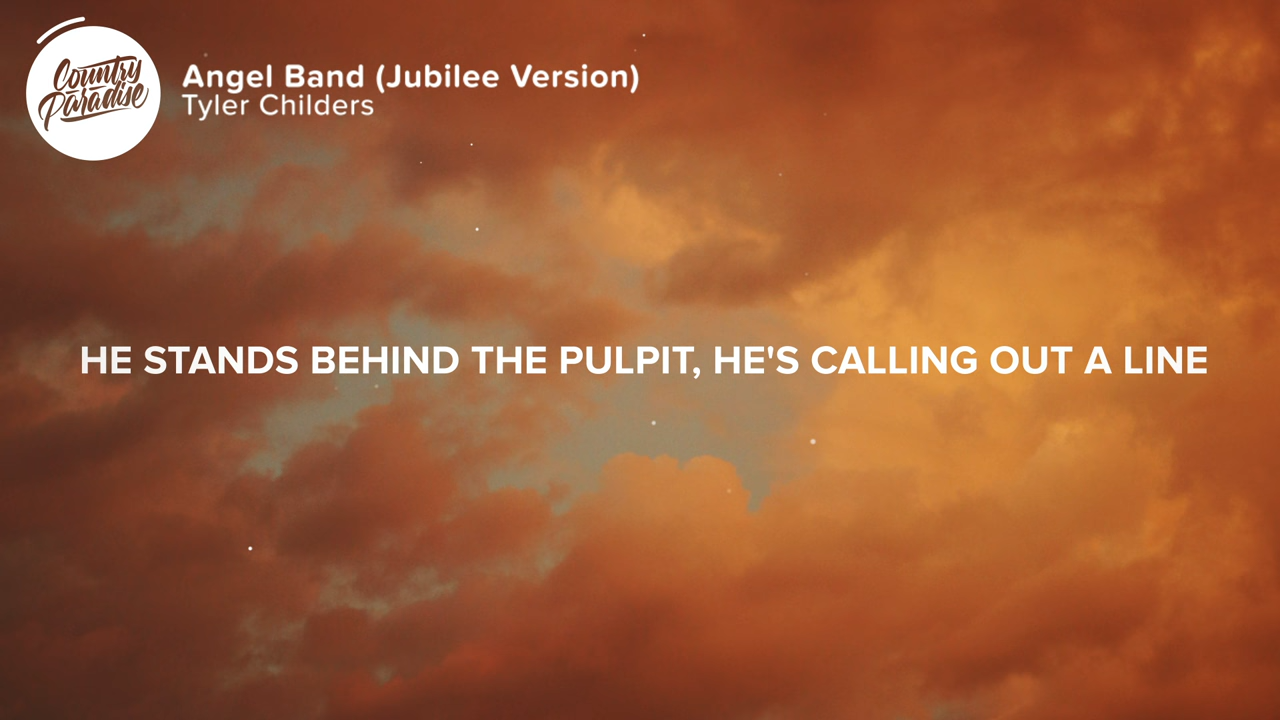 Country
Paradise
Angel Band (Jubilee Version)
Tyler Childers
HE STANDS BEHIND THE PULPIT, HE'S CALLING OUT A LINE